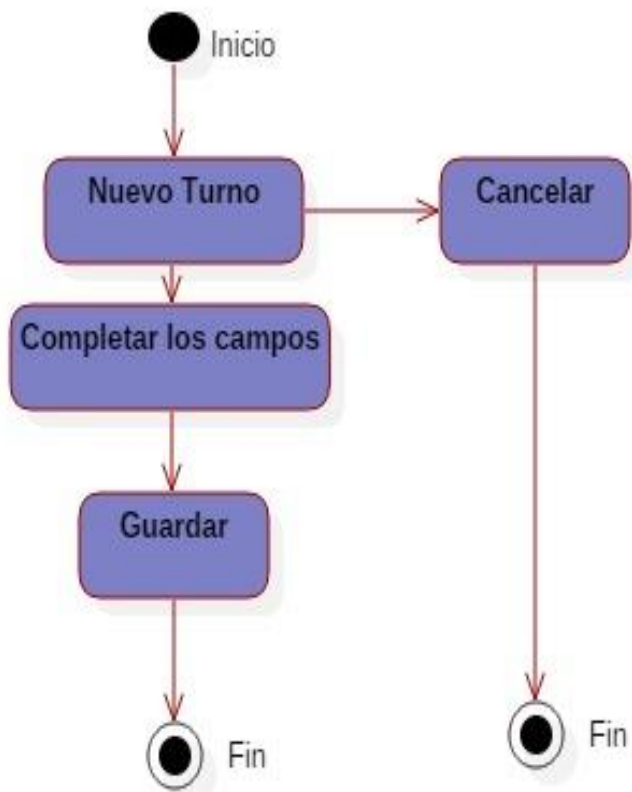 Inicio
Nuevo Turno
Cancelar
Completar los campos
Guardar
Fin
Fin